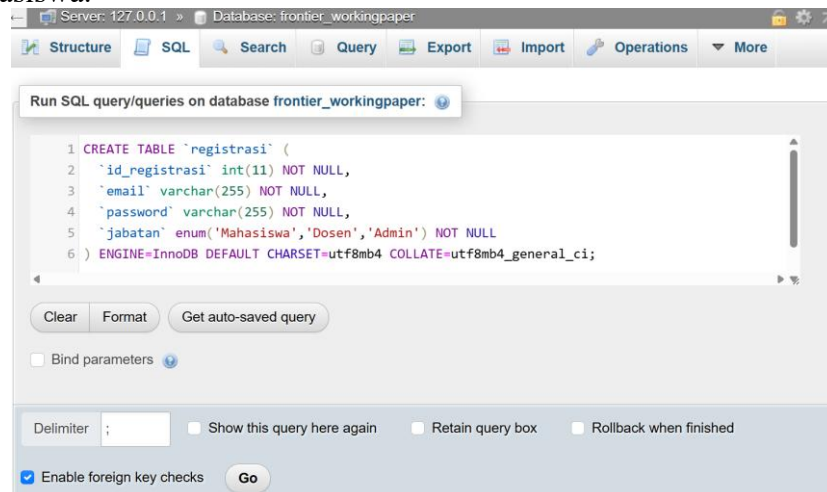 Server: 127.0.0.1 » Database: frontier_workingpaper
Structure SQL Search Query Export Import Operations More
Run SQL query/queries on database frontier_workingpaper:
1 CREATE TABLE `registrasi` (
2 `id_registrasi` int(11) NOT NULL,
3 `email` varchar(255) NOT NULL,
4 `password` varchar(255) NOT NULL,
5 `jabatan` enum('Mahasiswa','Dosen','Admin') NOT NULL
6 ) ENGINE=InnoDB DEFAULT CHARSET=utf8mb4 COLLATE=utf8mb4_general_ci;
Clear Format Get auto-saved query
Bind parameters
Delimiter ; Show this query here again Retain query box Rollback when finished
Enable foreign key checks Go